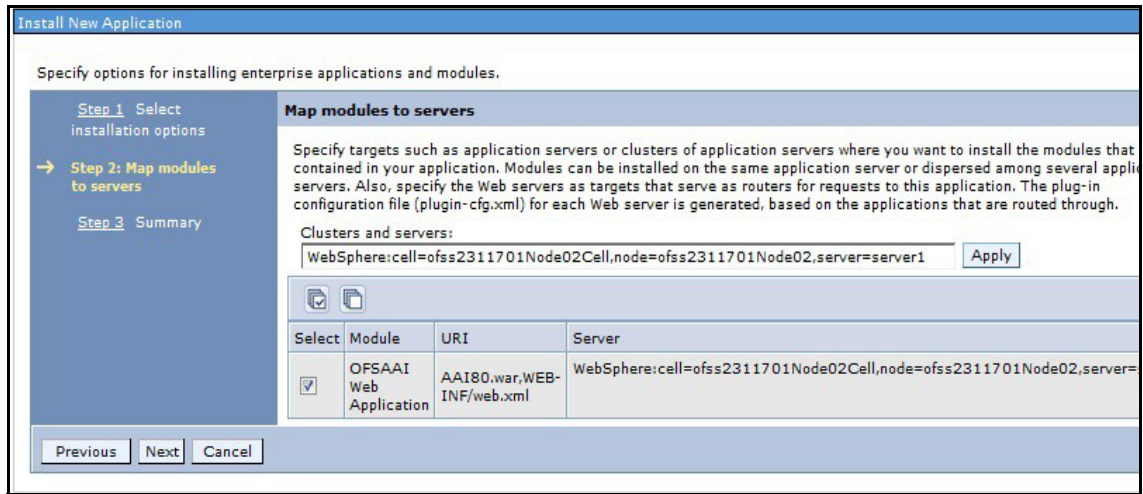 Install New Application
Specify options for installing enterprise applications and modules.
Step 1 Select
installation options
Step 2: Map modules
to servers
Step 3 Summary
Map modules to servers
Specify targets such as application servers or clusters of application servers where you want to install the modules that
contained in your application. Modules can be installed on the same application server or dispersed among several applic
servers. Also, specify the Web servers as targets that serve as routers for requests to this application. The plug-in
configuration file (plugin-cfg.xml) for each Web server is generated, based on the applications that are routed through.
Clusters and servers:
WebSphere:cell=ofss2311701Node02Cell,node=ofss2311701Node02,server=server1
Apply
Select Module URI Server
OFSAAI
Web
Application
AAI80.war,WEB-
INF/web.xml
WebSphere:cell=ofss2311701Node02Cell,node=ofss2311701Node02,server=
Previous Next Cancel